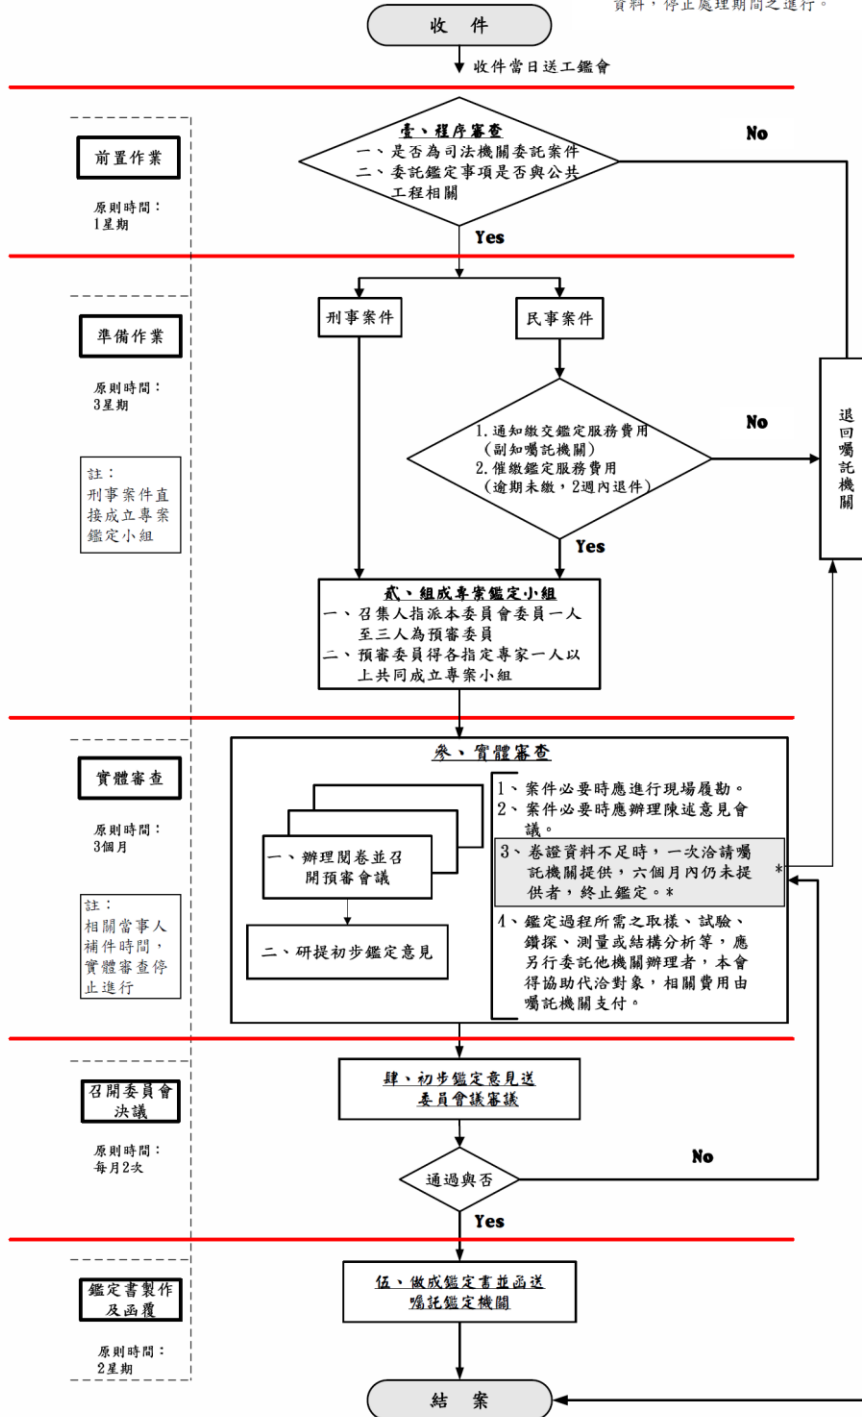 資料，停止處理期間之進行。
收 件
收件當日送工鑑會
壹、程序審查
一、是否為司法機關委託案件
二、委託鑑定事項是否與公共
工程相關
No
前置作業
原則時間：
1星期
Yes
刑事案件
民事案件
準備作業
原則時間：
3星期
註：
刑事案件直
接成立專案
鑑定小組
1.通知繳交鑑定服務費用
(副知囑託機關)
2.催繳鑑定服務費用
(逾期未繳，2週內退件)
No
退回囑託機關
Yes
貳、組成專案鑑定小組
一、召集人指派本委員會委員一人
至三人為預審委員
二、預審委員得各指定專家一人以
上共同成立專案小組
參、實體審查
實體審查
原則時間：
3個月
註：
相關當事人
補件時間，
實體審查停
止進行
一、辦理閱卷並召
開預審會議
二、研提初步鑑定意見
1、案件必要時應進行現場履勘。
2、案件必要時應辦理陳述意見會
議。
3、卷證資料不足時，一次洽請囑
託機關提供，六個月內仍未提
供者，終止鑑定。*
*
4、鑑定過程所需之取樣、試驗、
鑽探、測量或結構分析等，應
另行委託他機關辦理者，本會
得協助代洽對象，相關費用由
囑託機關支付。
召開委員會
決議
原則時間：
每月2次
肆、初步鑑定意見送
委員會議審議
通過與否
No
Yes
鑑定書製作
及函覆
原則時間：
2星期
伍、做成鑑定書並函送
囑託鑑定機關
結 案